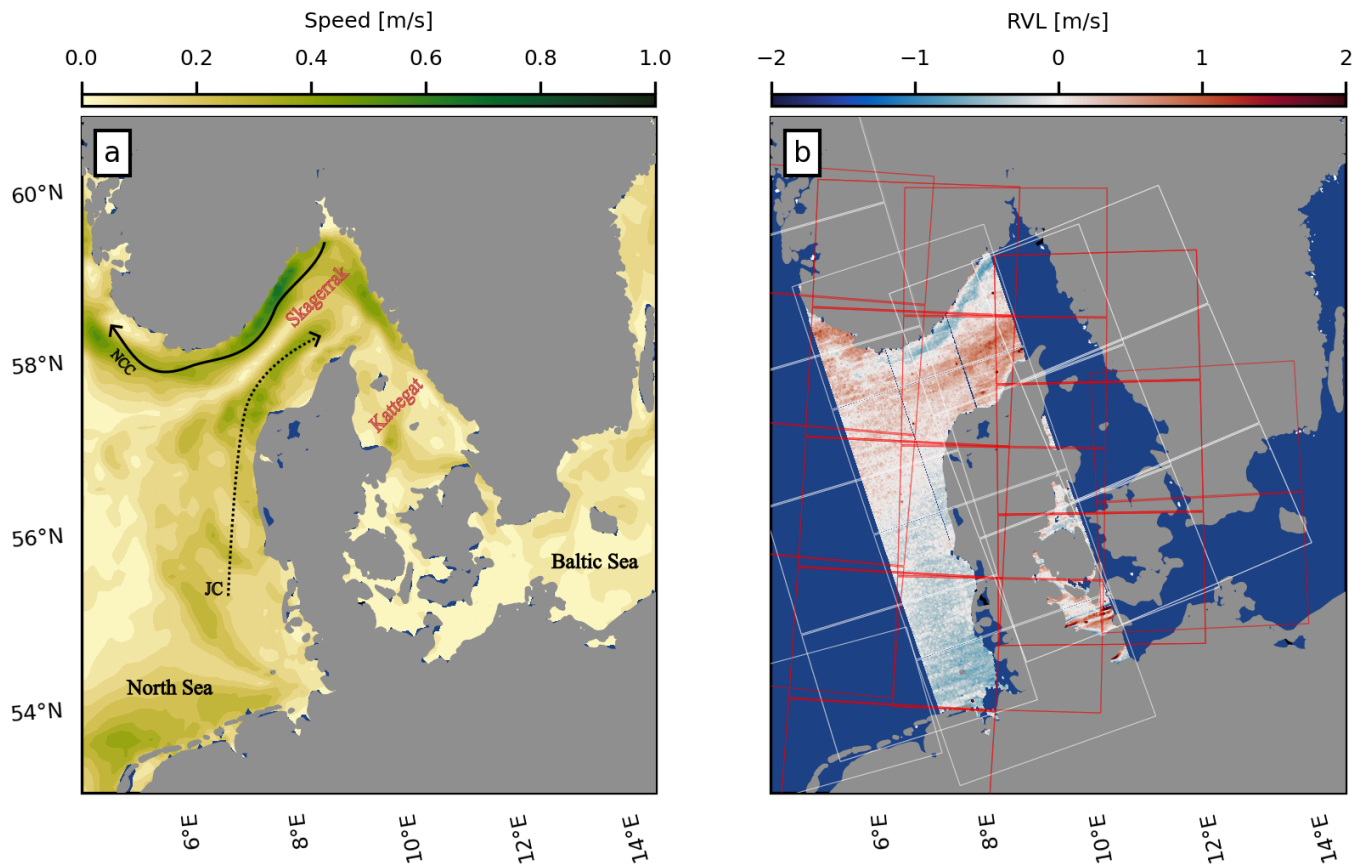 Speed [m/s]
0.0 0.2 0.4 0.6 0.8 1.0
RVL [m/s]
−2 −1 0 1 2
a
b
60°N
58°N
56°N
54°N
Skagerrak
NCC
Kattegat
JC
Baltic Sea
North Sea
6°E 8°E 10°E 12°E 14°E
6°E 8°E 10°E 12°E 14°E